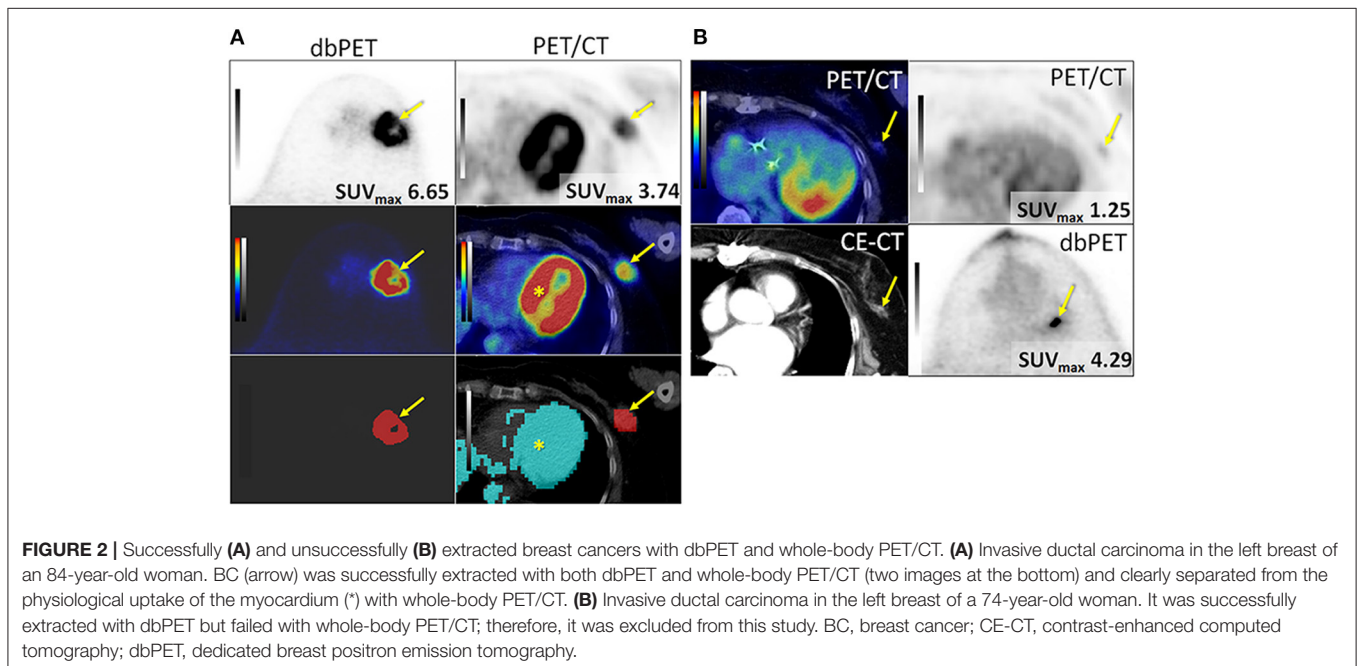 A
B
dbPET
PET/CT
SUVmax 6.65
SUVmax 3.74
*
*
PET/CT
PET/CT
SUVmax 1.25
CE-CT
dbPET
SUVmax 4.29
FIGURE 2 | Successfully (A) and unsuccessfully (B) extracted breast cancers with dbPET and whole-body PET/CT. (A) Invasive ductal carcinoma in the left breast of
an 84-year-old woman. BC (arrow) was successfully extracted with both dbPET and whole-body PET/CT (two images at the bottom) and clearly separated from the
physiological uptake of the myocardium (*) with whole-body PET/CT. (B) Invasive ductal carcinoma in the left breast of a 74-year-old woman. It was successfully
extracted with dbPET but failed with whole-body PET/CT; therefore, it was excluded from this study. BC, breast cancer; CE-CT, contrast-enhanced computed
tomography; dbPET, dedicated breast positron emission tomography.